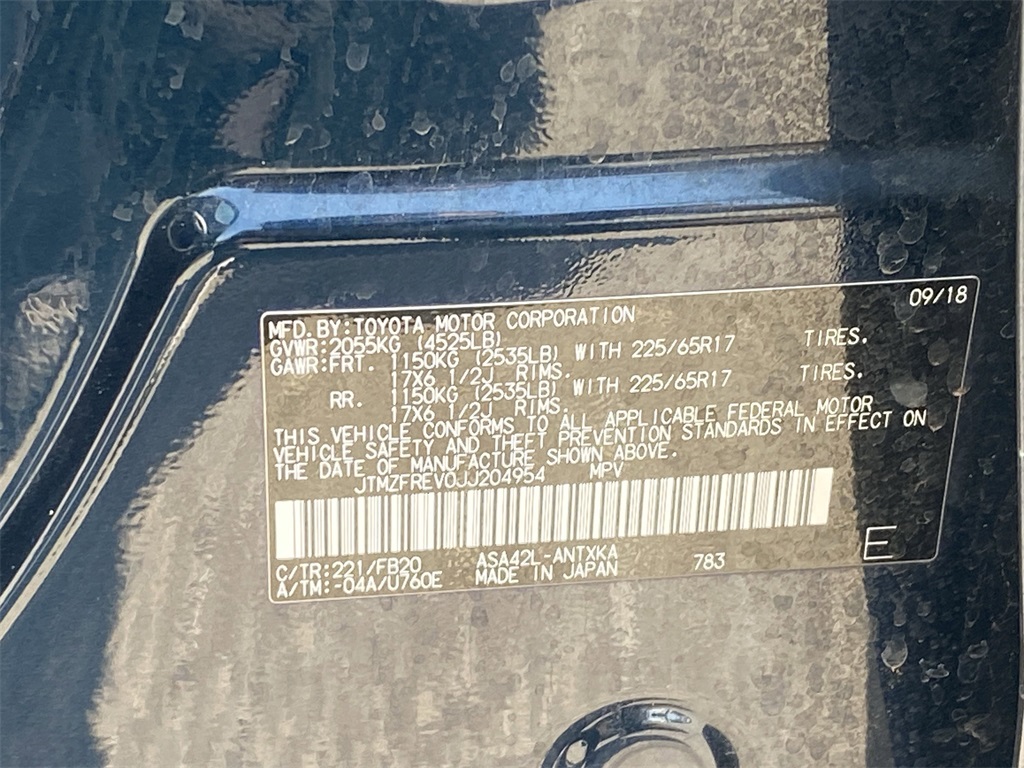 09/18
MFD. BY:TOYOTA MOTOR CORPORATION
GVWR:2055KG (4525LB)
GAWR:FRT. 1150KG (2535LB) WITH 225/65R17 TIRES.
17X6 1/2J RIMS.
RR. 1150KG (2535LB) WITH 225/65R17 TIRES.
17X6 1/2J RIMS.
THIS VEHICLE CONFORMS TO ALL APPLICABLE FEDERAL MOTOR
VEHICLE SAFETY AND THEFT PREVENTION STANDARDS IN EFFECT ON
THE DATE OF MANUFACTURE SHOWN ABOVE.
JTMZFREV0JJ204954 MPV
E
C/TR:221/FB20 ASA42L-ANTXKA 783
A/TM:-04A/U760E MADE IN JAPAN